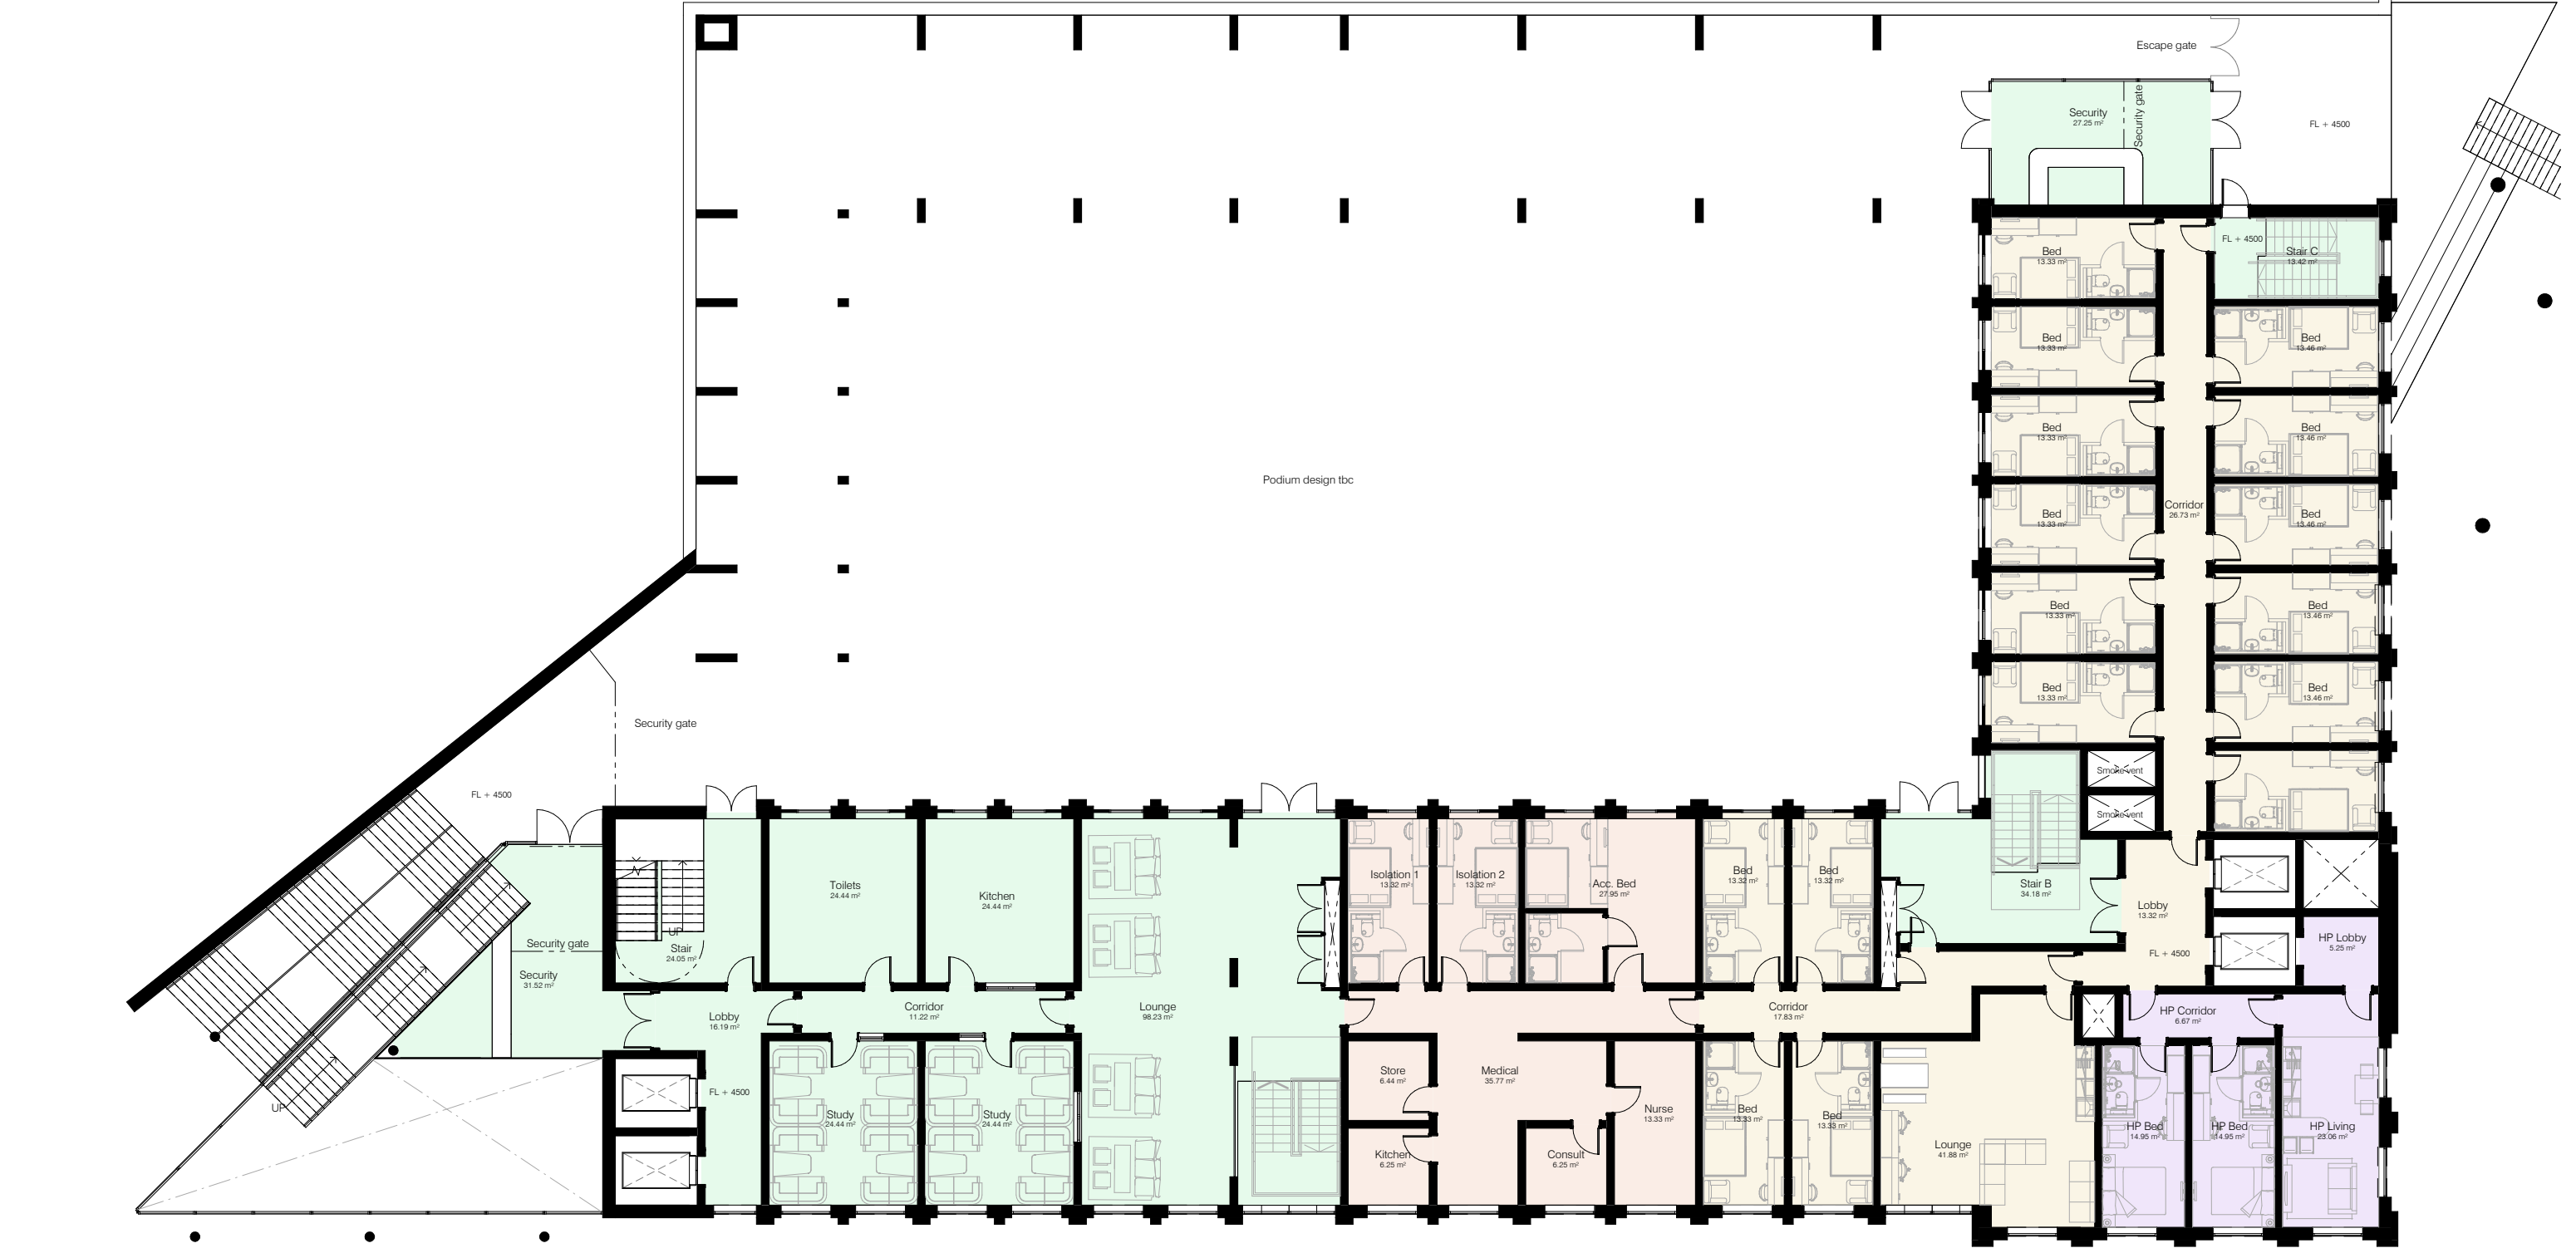 Escape gate
Security
27.25 m²
Security gate
FL + 4500
FL + 4500
Stair C
13.42 m²
Bed
13.33 m²
Bed
13.33 m²
Bed
13.46 m²
Bed
13.33 m²
Bed
13.46 m²
Podium design tbc
Corridor
26.73 m²
Bed
13.33 m²
Bed
13.46 m²
Bed
13.33 m²
Bed
13.46 m²
Bed
13.33 m²
Bed
13.46 m²
Security gate
Smoke vent
Smoke vent
FL + 4500
Toilets
24.44 m²
Kitchen
24.44 m²
Isolation 1
13.32 m²
Isolation 2
13.32 m²
Acc. Bed
27.95 m²
Bed
13.32 m²
Bed
13.32 m²
Stair B
34.18 m²
Lobby
13.32 m²
FL + 4500
HP Lobby
5.25 m²
UP
Stair
24.05 m²
Security gate
Security
31.52 m²
Lobby
16.19 m²
Corridor
11.22 m²
Lounge
98.23 m²
Corridor
17.83 m²
HP Corridor
6.67 m²
Store
6.44 m²
Medical
35.77 m²
FL + 4500
UP
Study
24.44 m²
Study
24.44 m²
Nurse
13.33 m²
Bed
13.33 m²
Bed
13.33 m²
HP Bed
14.95 m²
HP Bed
14.95 m²
HP Living
23.06 m²
Kitchen
6.25 m²
Consult
6.25 m²
Lounge
41.88 m²